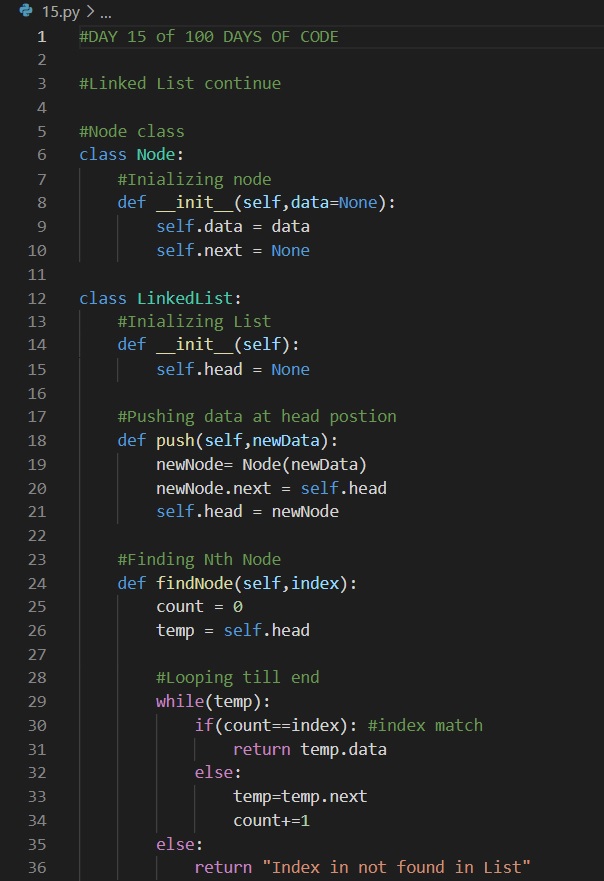 15.py > ...
1 #DAY 15 of 100 DAYS OF CODE
2
3 #Linked List continue
4
5 #Node class
6 class Node:
7     #Inializing node
8     def __init__(self,data=None):
9         self.data = data
10         self.next = None
11
12 class LinkedList:
13     #Inializing List
14     def __init__(self):
15         self.head = None
16
17     #Pushing data at head postion
18     def push(self,newData):
19         newNode= Node(newData)
20         newNode.next = self.head
21         self.head = newNode
22
23     #Finding Nth Node
24     def findNode(self,index):
25         count = 0
26         temp = self.head
27
28         #Looping till end
29         while(temp):
30             if(count==index): #index match
31                 return temp.data
32             else:
33                 temp=temp.next
34                 count+=1
35         else:
36             return "Index in not found in List"